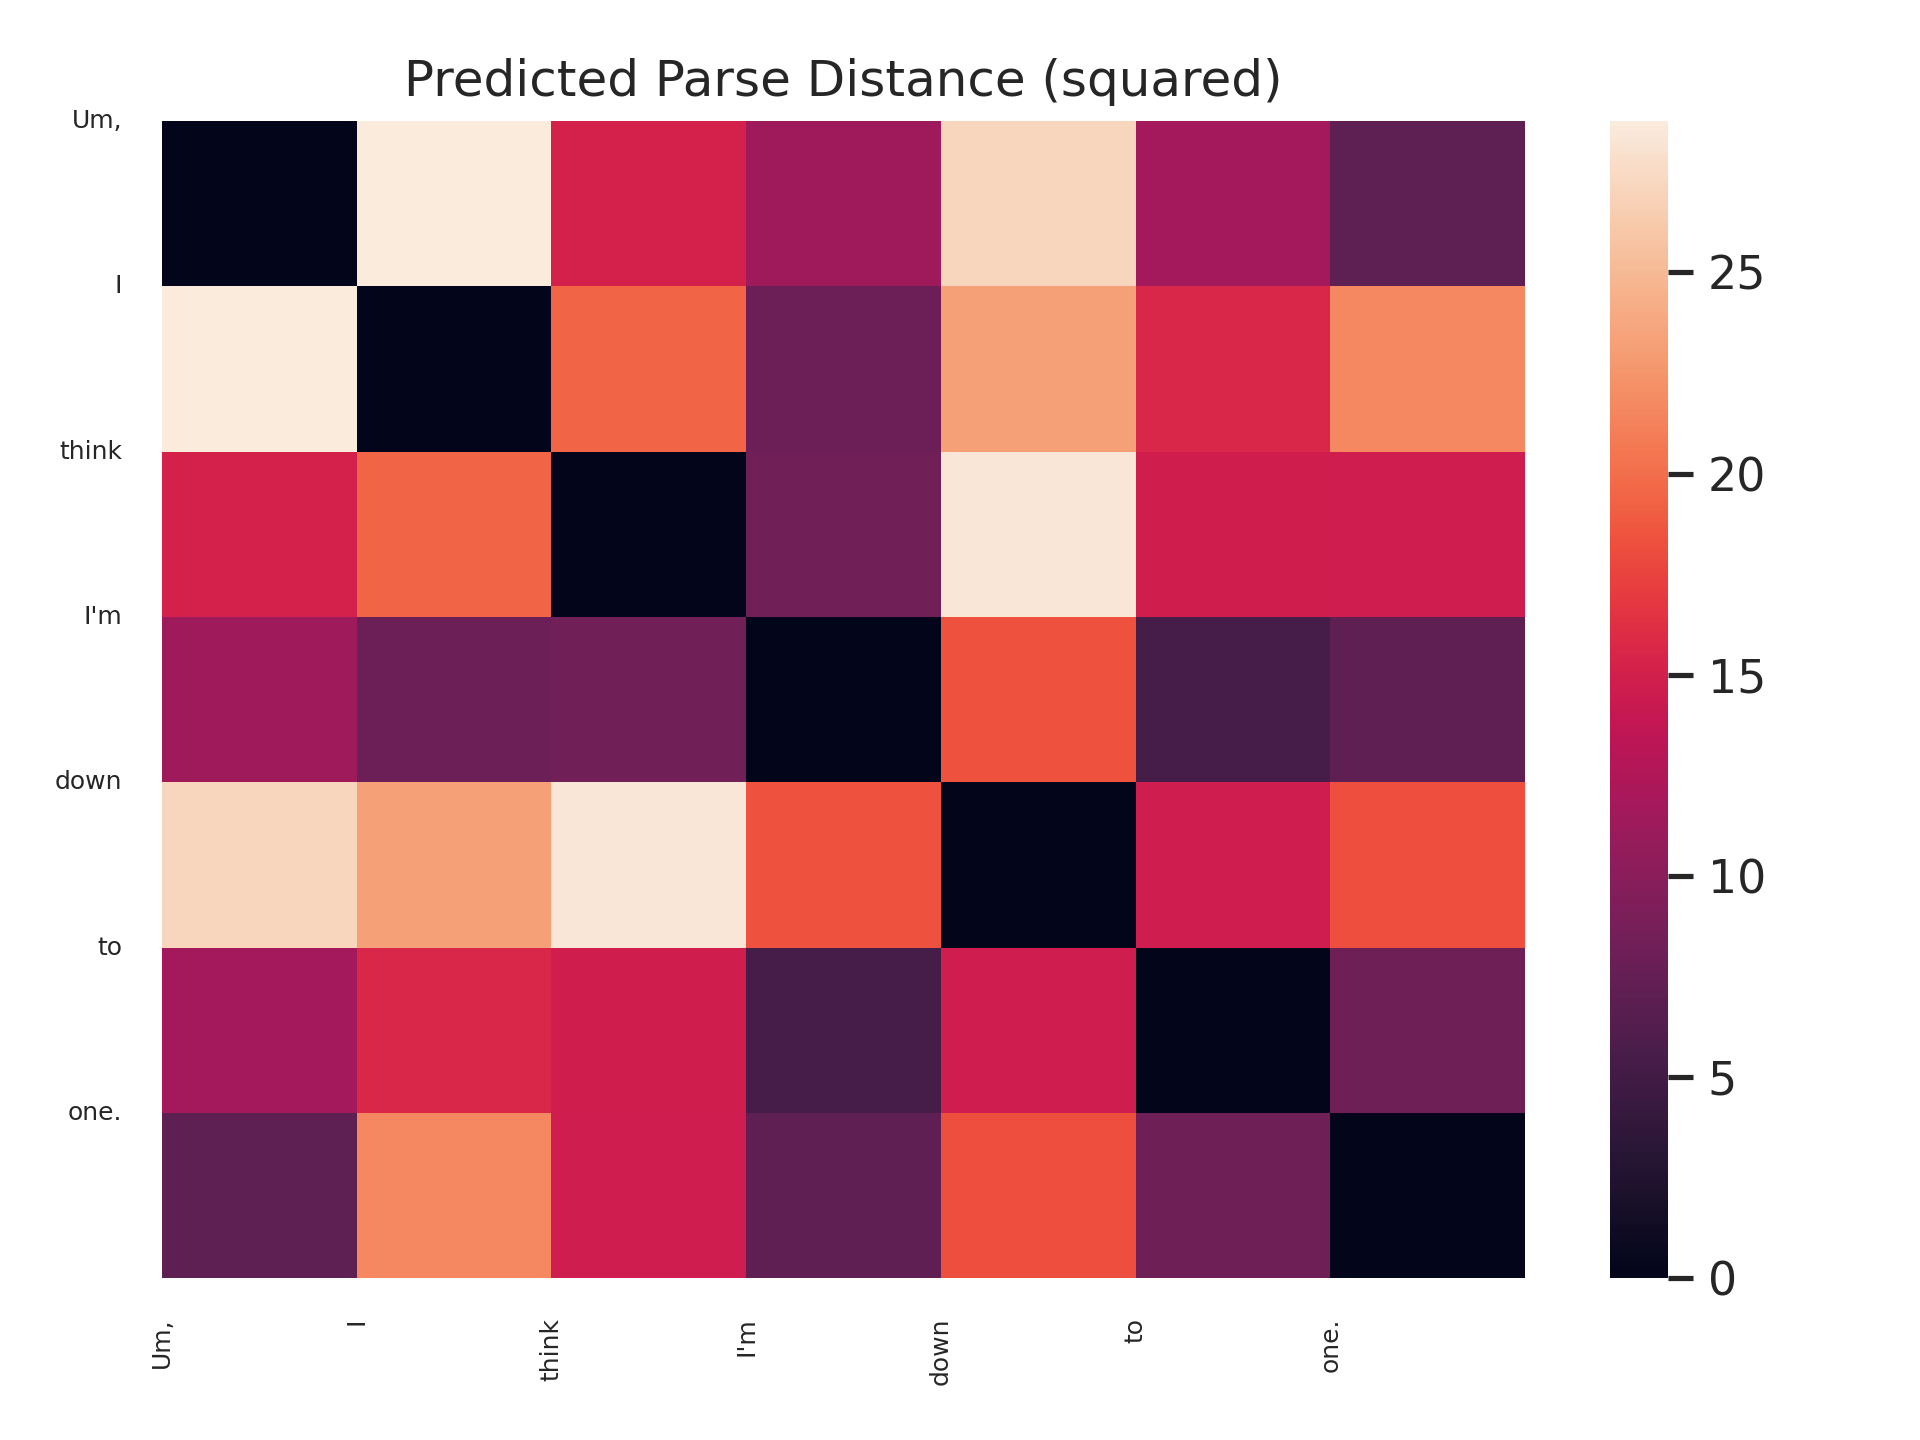 Predicted Parse Distance (squared)
Um,
I
think
I'm
down
to
one.
25
20
15
10
5
0
Um,
I
think
I'm
down
to
one.